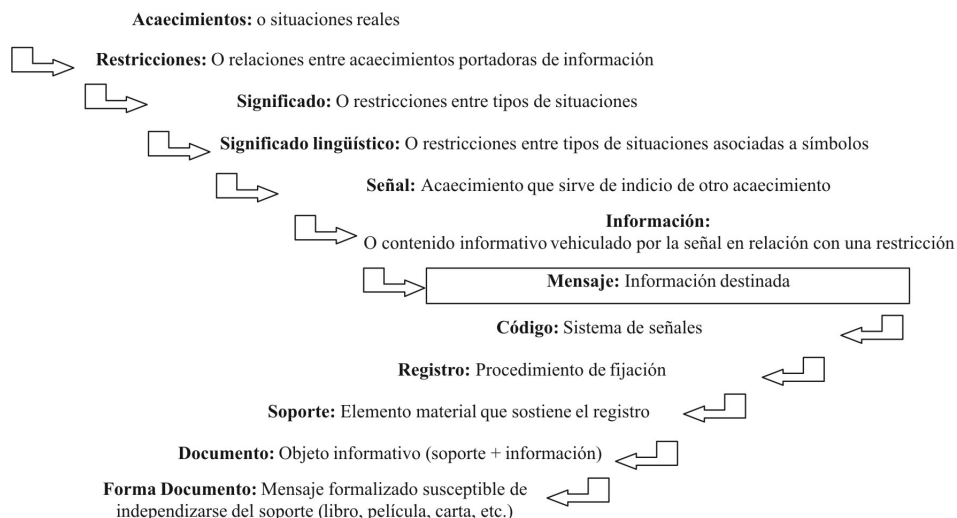 Acaecimientos: o situaciones reales
Restricciones: O relaciones entre acaecimientos portadoras de información
Significado: O restricciones entre tipos de situaciones
Significado lingüístico: O restricciones entre tipos de situaciones asociadas a símbolos
Señal: Acaecimiento que sirve de indicio de otro acaecimiento
Información:
O contenido informativo vehiculado por la señal en relación con una restricción
Mensaje: Información destinada
Código: Sistema de señales
Registro: Procedimiento de fijación
Soporte: Elemento material que sostiene el registro
Documento: Objeto informativo (soporte + información)
Forma Documento: Mensaje formalizado susceptible de
independizarse del soporte (libro, película, carta, etc.)